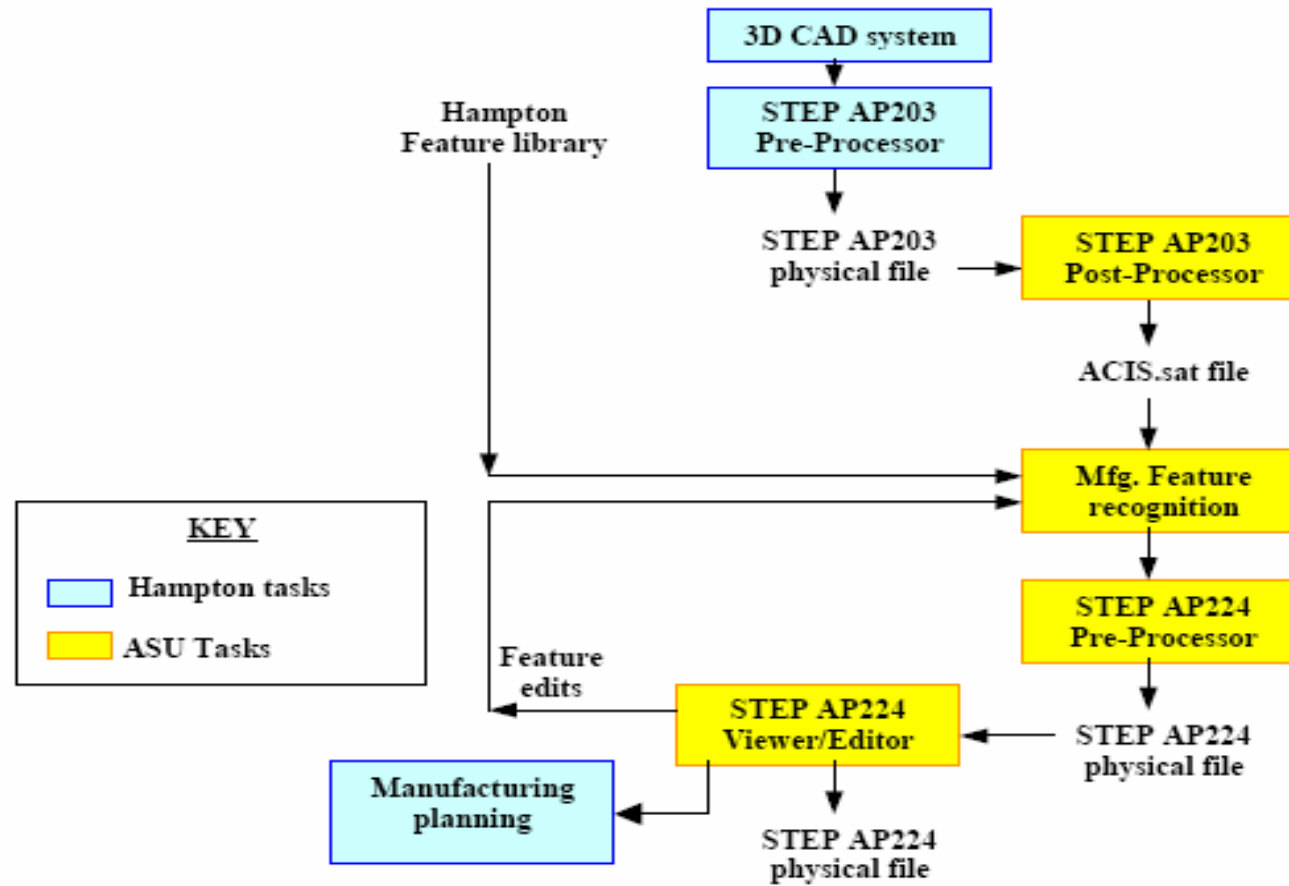 3D CAD system
Hampton
Feature library
STEP AP203
Pre-Processor
STEP AP203
physical file
STEP AP203
Post-Processor
ACIS.sat file
Mfg. Feature
recognition
KEY
Hampton tasks
ASU Tasks
STEP AP224
Pre-Processor
Feature
edits
STEP AP224
Viewer/Editor
STEP AP224
physical file
Manufacturing
planning
STEP AP224
physical file